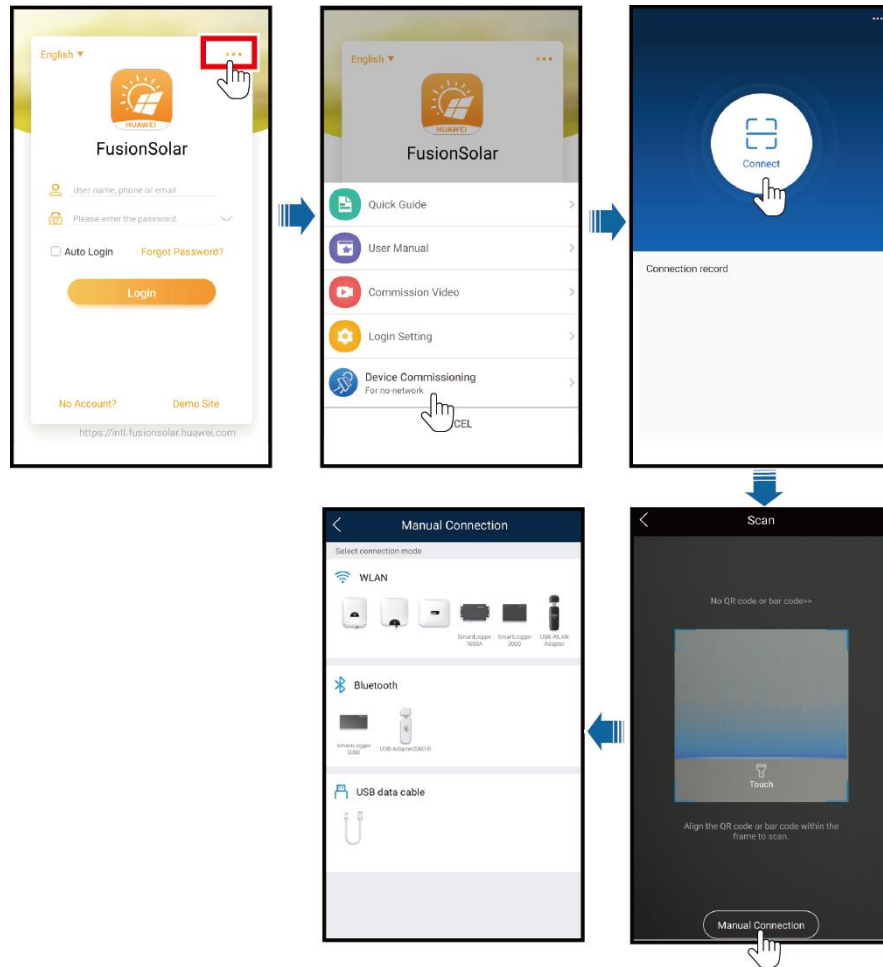 English ▼
•••
HUAWEI
FusionSolar
User name, phone or email
Please enter the password.
Auto Login Forgot Password?
Login
No Account? Demo Site
https://intl.fusionsolar.huawei.com
English ▼
•••
HUAWEI
FusionSolar
Quick Guide
User Manual
Commission Video
Login Setting
Device Commissioning
For no-network
CEL
•••
Connect
Connection record
Scan
No QR code or bar code>>
Touch
Align the QR code or bar code within the
frame to scan.
Manual Connection
Manual Connection
Select connection mode
WLAN
SmartLogger SmartLogger USB-WLAN
1000A 3000 Adapter
Bluetooth
SmartLogger USB-Adapter2000-B
2000
USB data cable